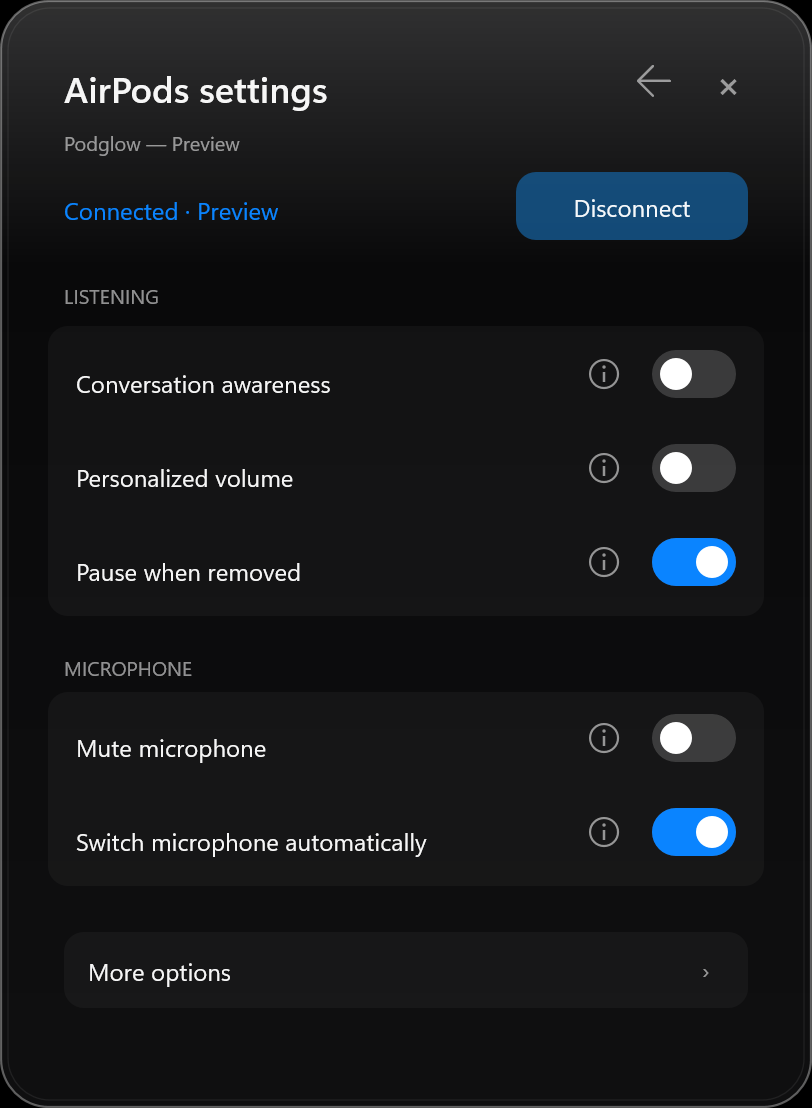 AirPods settings
Podglow — Preview
Connected · Preview
Disconnect
LISTENING
Conversation awareness
Personalized volume
Pause when removed
MICROPHONE
Mute microphone
Switch microphone automatically
More options